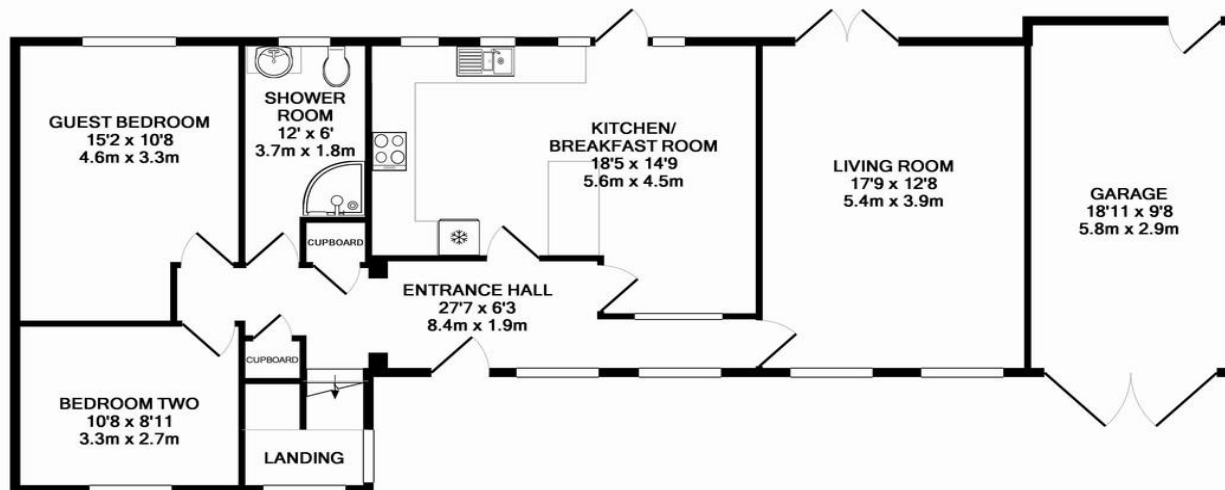 GUEST BEDROOM
15'2 x 10'8
4.6m x 3.3m
SHOWER
ROOM
12' x 6'
3.7m x 1.8m
KITCHEN/
BREAKFAST ROOM
18'5 x 14'9
5.6m x 4.5m
LIVING ROOM
17'9 x 12'8
5.4m x 3.9m
GARAGE
18'11 x 9'8
5.8m x 2.9m
CUPBOARD
ENTRANCE HALL
27'7 x 6'3
8.4m x 1.9m
CUPBOARD
BEDROOM TWO
10'8 x 8'11
3.3m x 2.7m
LANDING